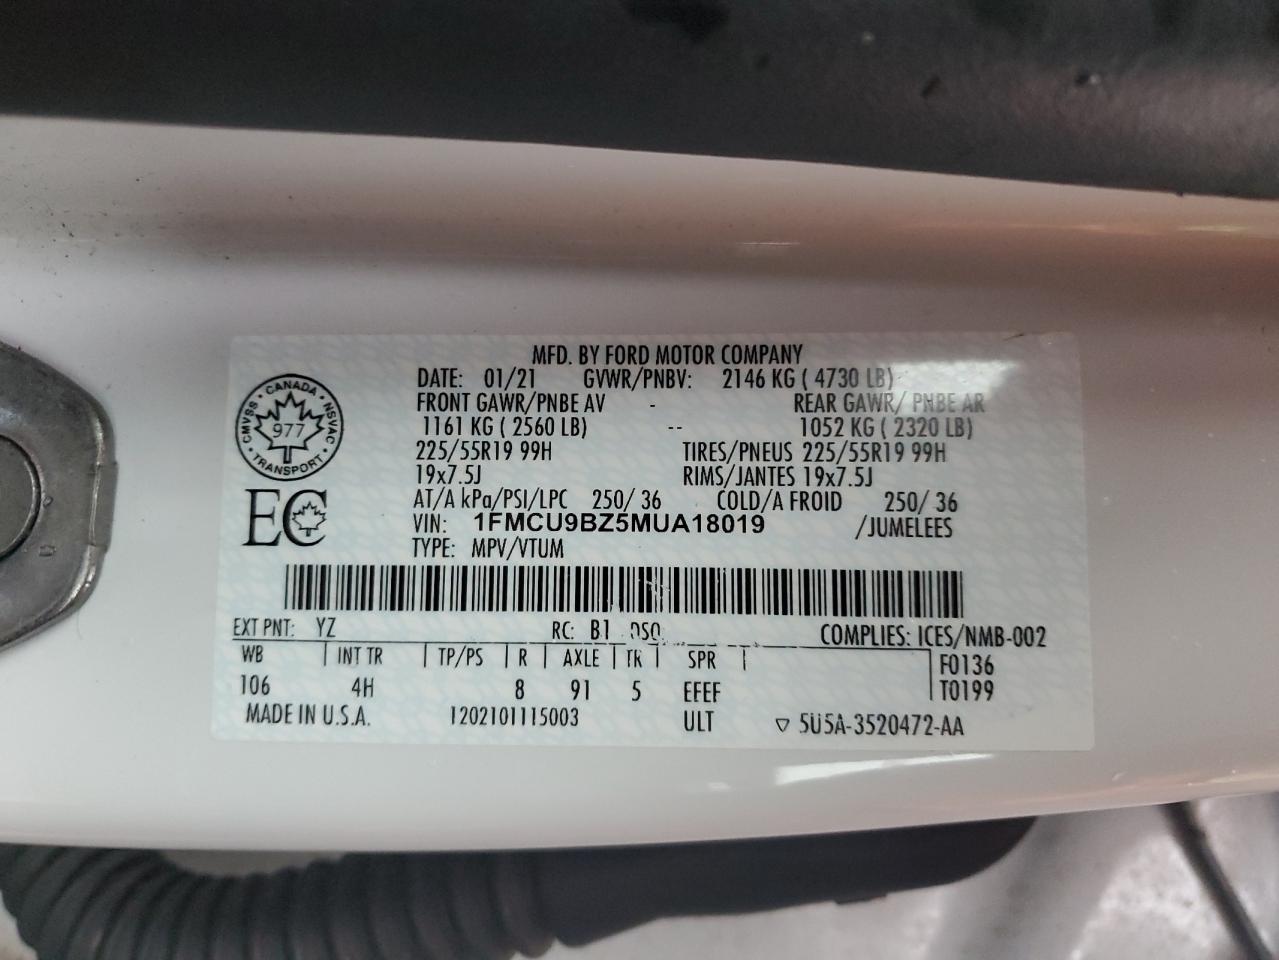 MFD. BY FORD MOTOR COMPANY
DATE: 01/21 GVWR/PNBV: 2146 KG ( 4730 LB)
FRONT GAWR/PNBE AV - REAR GAWR/ PNBE AR
1161 KG ( 2560 LB) -- 1052 KG ( 2320 LB)
225/55R19 99H TIRES/PNEUS 225/55R19 99H
19x7.5J RIMS/JANTES 19x7.5J
AT/A kPa/PSI/LPC 250/ 36 COLD/A FROID 250/ 36
VIN: 1FMCU9BZ5MUA18019 /JUMELEES
TYPE: MPV/VTUM
CANADA · NSVAC · TRANSPORT · CMVSS ·
977
EC
EXT PNT: YZ RC: B1 DSO COMPLIES: ICES/NMB-002
WB | INT TR | TP/PS | R | AXLE | TR | SPR | F0136
106 4H 8 91 5 EFEF T0199
MADE IN U.S.A. 1202101115003 ULT ▽ 5U5A-3520472-AA